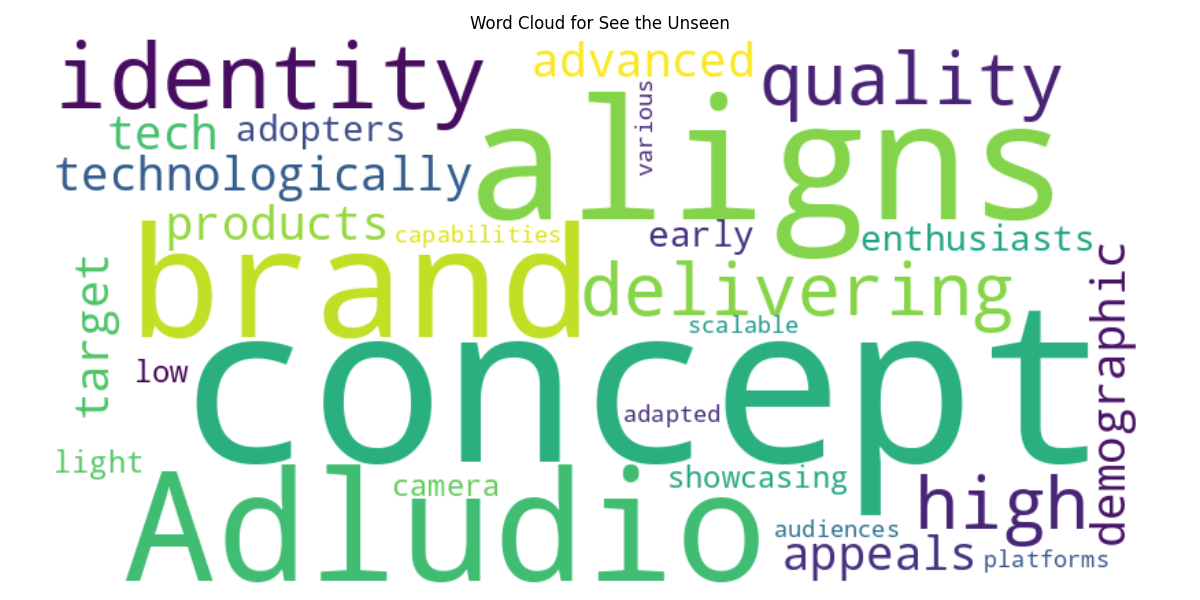 Word Cloud for See the Unseen
identity
advanced
quality
tech
adopters
various
aligns
technologically
products
capabilities
early
enthusiasts
brand
delivering
target
demographic
scalable
low
concept
adapted
light
camera
showcasing
high
Adludio
audiences
appeals
platforms